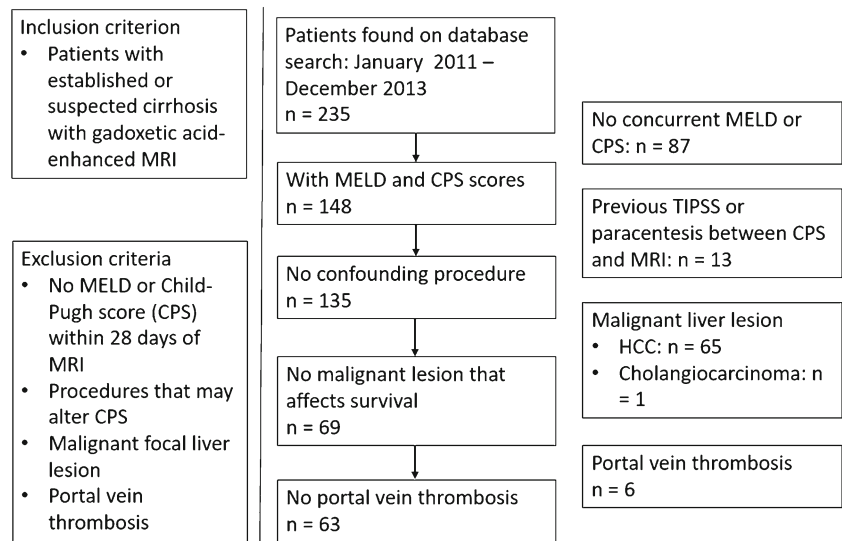 Inclusion criterion
• Patients with
established or
suspected cirrhosis
with gadoxetic acid-
enhanced MRI
Exclusion criteria
• No MELD or Child-
Pugh score (CPS)
within 28 days of
MRI
• Procedures that may
alter CPS
• Malignant focal liver
lesion
• Portal vein
thrombosis
Patients found on database
search: January 2011 –
December 2013
n = 235
With MELD and CPS scores
n = 148
No confounding procedure
n = 135
No malignant lesion that
affects survival
n = 69
No portal vein thrombosis
n = 63
No concurrent MELD or
CPS: n = 87
Previous TIPSS or
paracentesis between CPS
and MRI: n = 13
Malignant liver lesion
• HCC: n = 65
• Cholangiocarcinoma: n
= 1
Portal vein thrombosis
n = 6